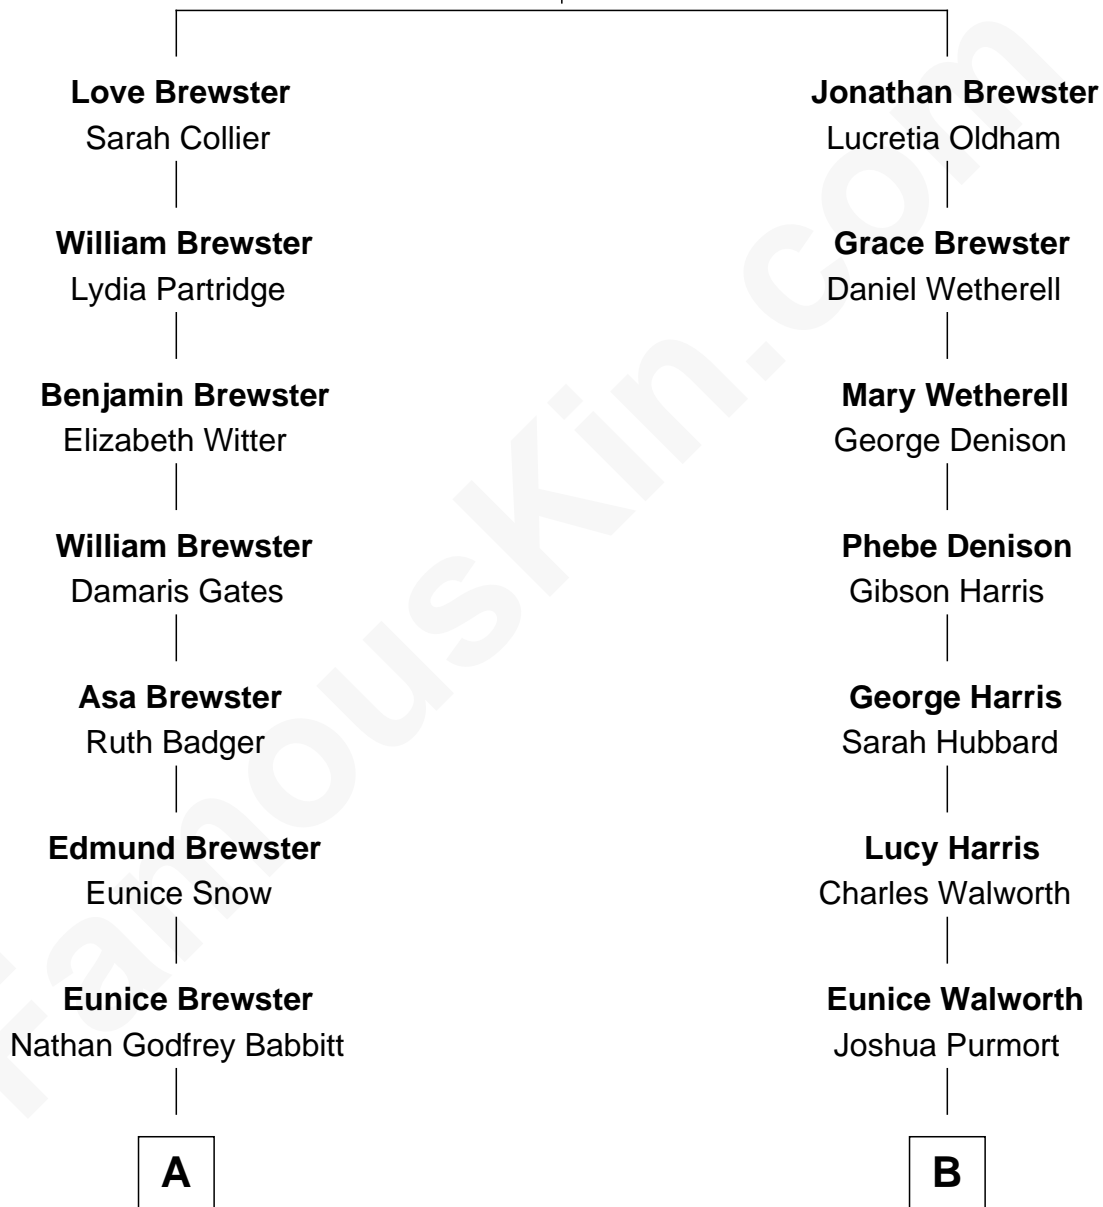 Love Brewster
Sarah Collier
William Brewster
Lydia Partridge
Benjamin Brewster
Elizabeth Witter
William Brewster
Damaris Gates
Asa Brewster
Ruth Badger
Edmund Brewster
Eunice Snow
Eunice Brewster
Nathan Godfrey Babbitt
A
Jonathan Brewster
Lucretia Oldham
Grace Brewster
Daniel Wetherell
Mary Wetherell
George Denison
Phebe Denison
Gibson Harris
George Harris
Sarah Hubbard
Lucy Harris
Charles Walworth
Eunice Walworth
Joshua Purmort
B
FamousKin.com